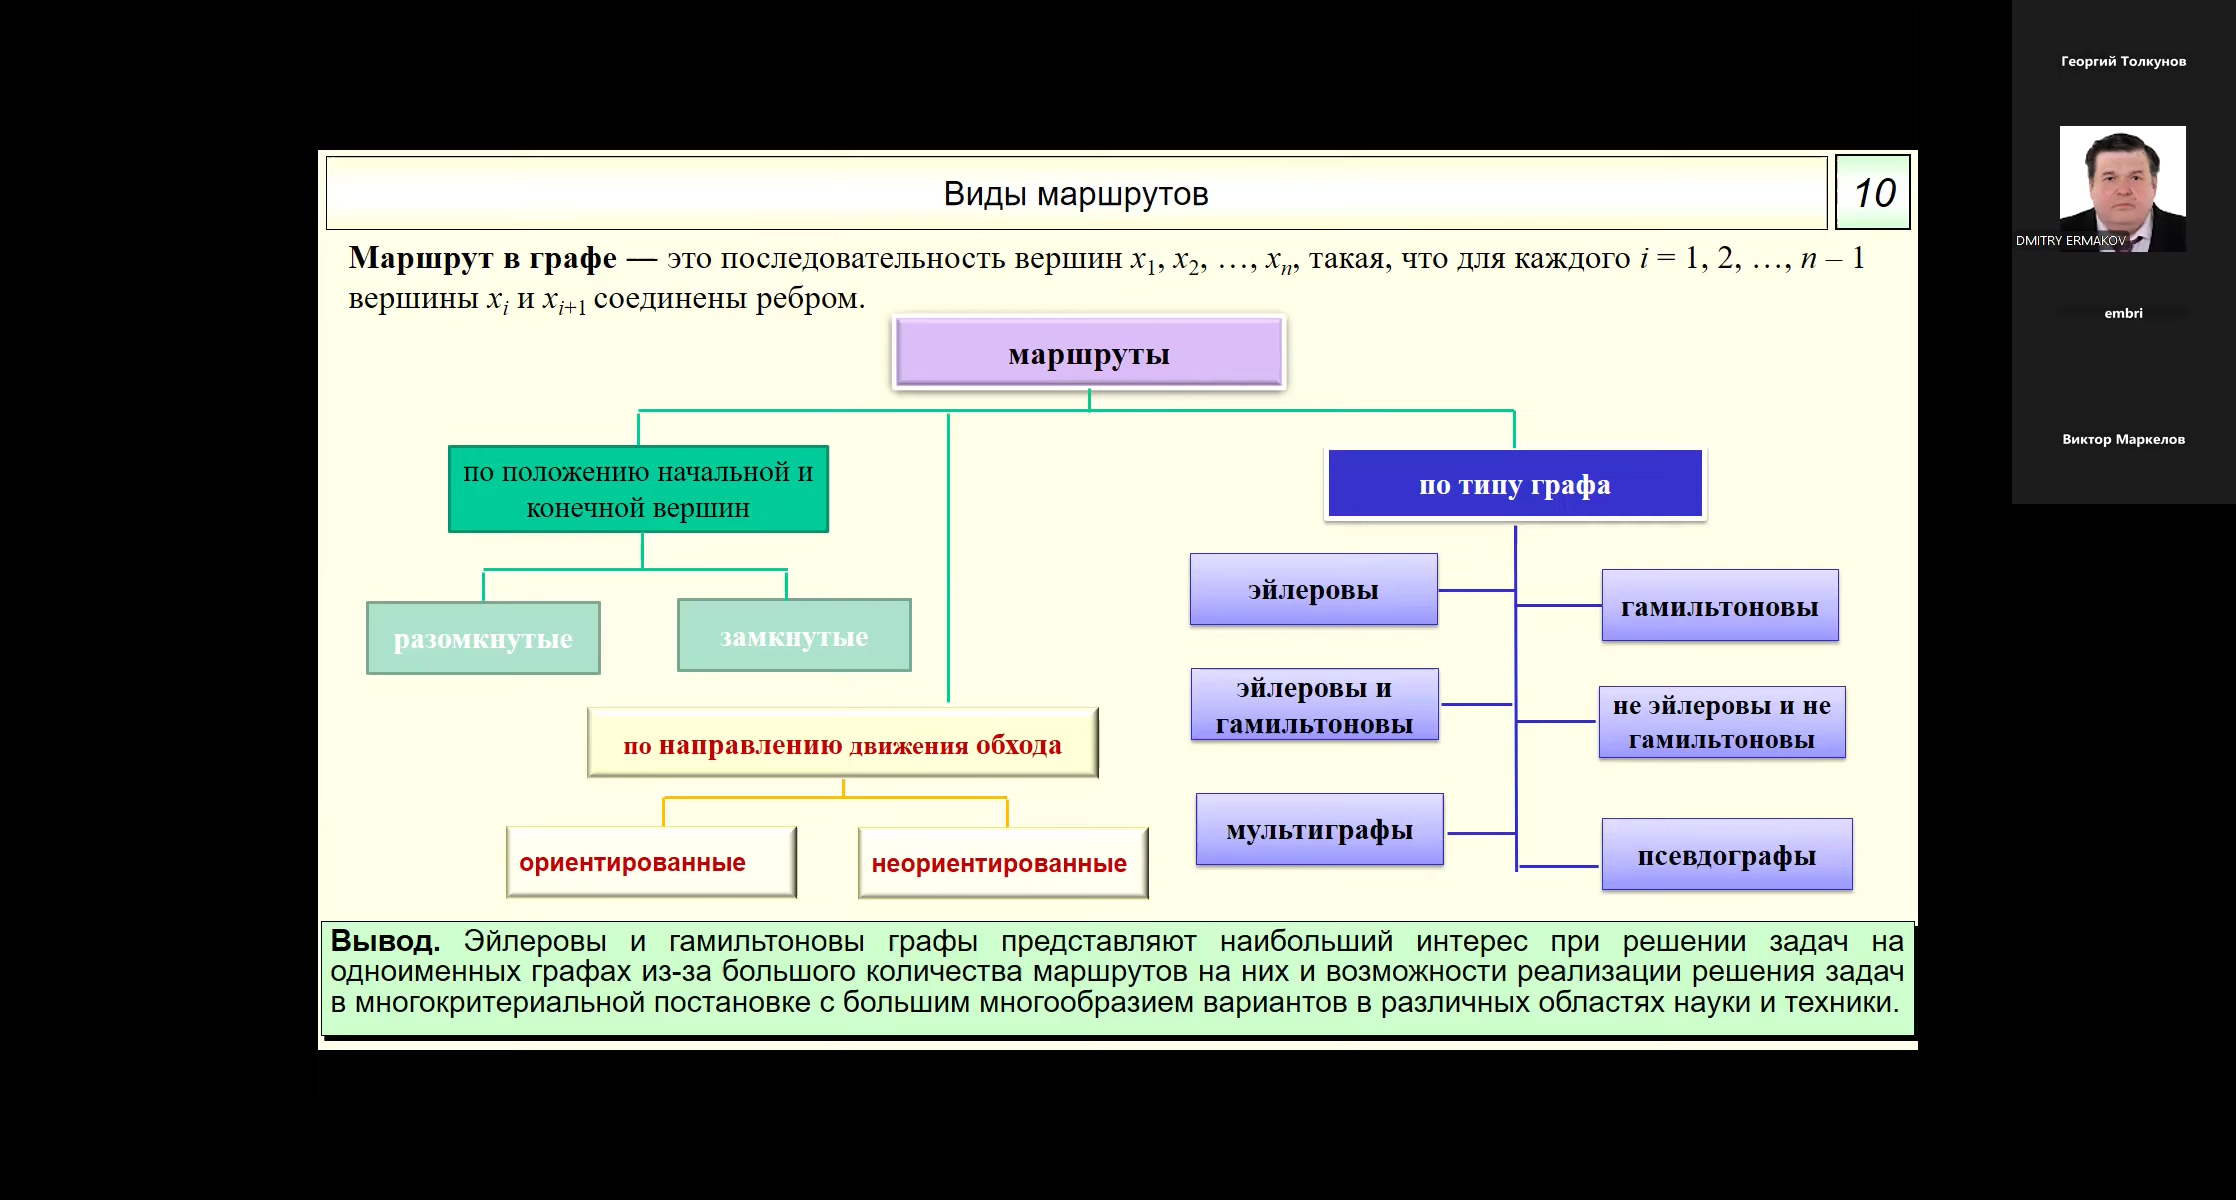 Виды маршрутов
10
Маршрут в графе — это последовательность вершин x1, x2, …, xn, такая, что для каждого i = 1, 2, …, n – 1
вершины xi и xi+1 соединены ребром.
маршруты
по положению начальной и
конечной вершин
по типу графа
разомкнутые
замкнутые
эйлеровы
гамильтоновы
эйлеровы и
гамильтоновы
не эйлеровы и не
гамильтоновы
по направлению движения обхода
ориентированные
неориентированные
мультиграфы
псевдографы
Вывод. Эйлеровы и гамильтоновы графы представляют наибольший интерес при решении задач на
одноименных графах из-за большого количества маршрутов на них и возможности реализации решения задач
в многокритериальной постановке с большим многообразием вариантов в различных областях науки и техники.
Георгий Толкунов
DMITRY ERMAKOV
embri
Виктор Маркелов